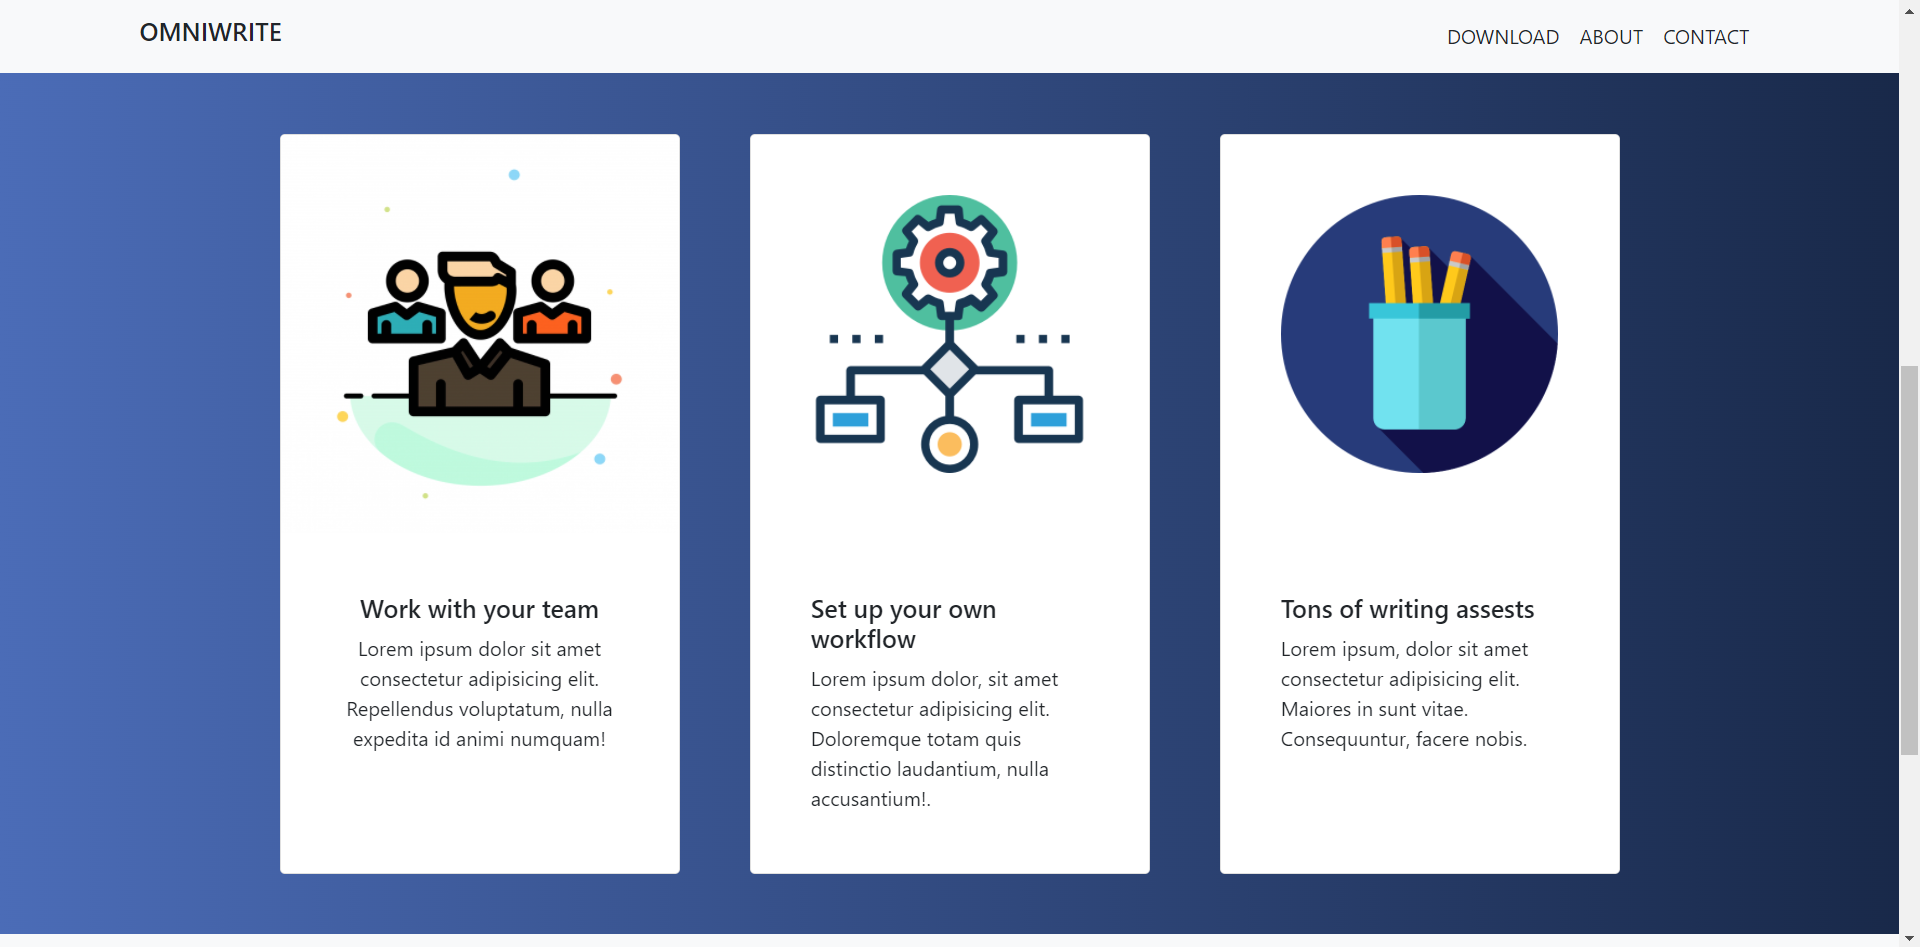 OMNIWRITE
DOWNLOAD ABOUT CONTACT
Work with your team
Lorem ipsum dolor sit amet
consectetur adipisicing elit.
Repellendus voluptatum, nulla
expedita id animi numquam!
Set up your own
workflow
Lorem ipsum dolor, sit amet
consectetur adipisicing elit.
Doloremque totam quis
distinctio laudantium, nulla
accusantium!.
Tons of writing assests
Lorem ipsum, dolor sit amet
consectetur adipisicing elit.
Maiores in sunt vitae.
Consequuntur, facere nobis.